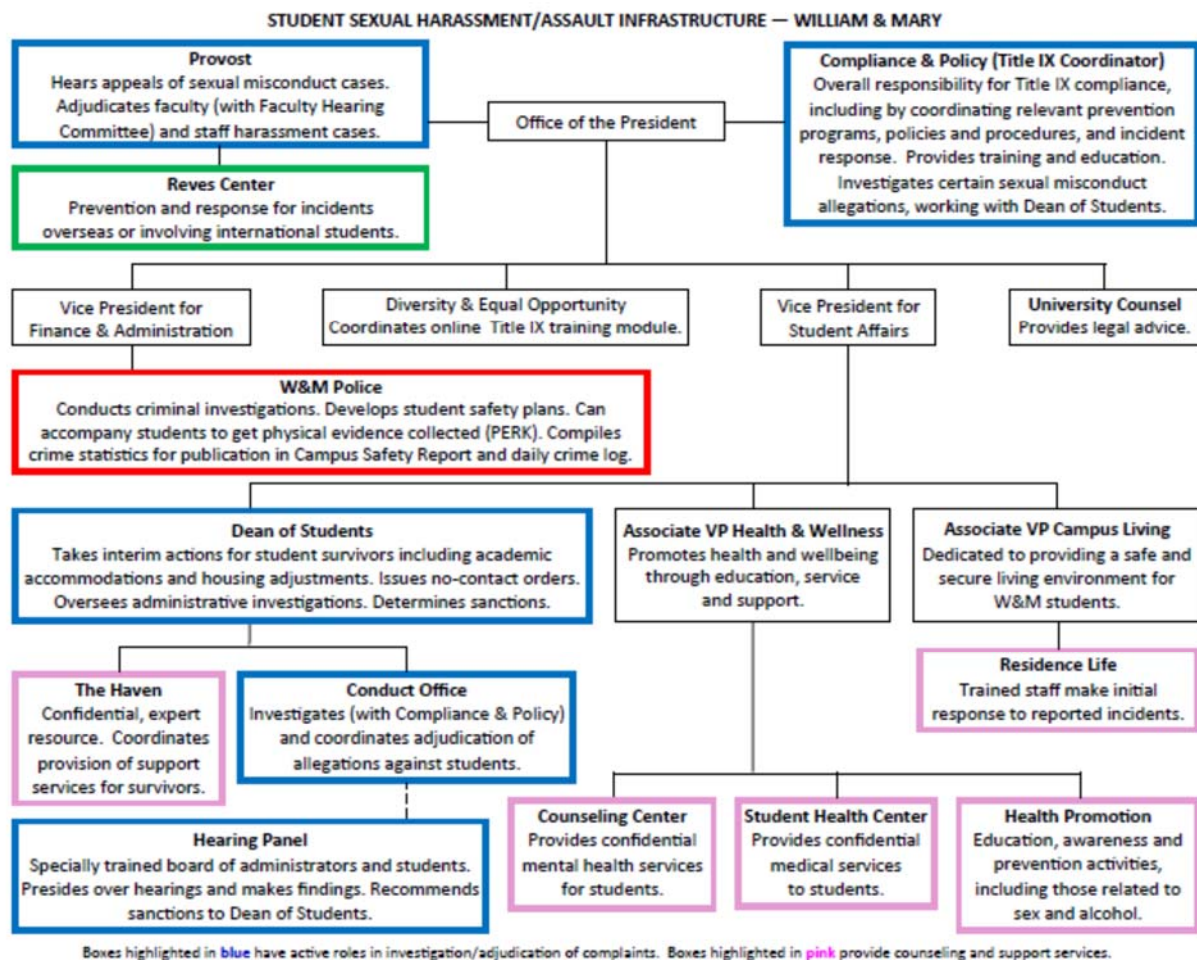 STUDENT SEXUAL HARASSMENT/ASSAULT INFRASTRUCTURE — WILLIAM & MARY
Provost
Hears appeals of sexual misconduct cases.
Adjudicates faculty (with Faculty Hearing
Committee) and staff harassment cases.
Office of the President
Compliance & Policy (Title IX Coordinator)
Overall responsibility for Title IX compliance,
including by coordinating relevant prevention
programs, policies and procedures, and incident
response. Provides training and education.
Investigates certain sexual misconduct
allegations, working with Dean of Students.
Reves Center
Prevention and response for incidents
overseas or involving international students.
Vice President for
Finance & Administration
Diversity & Equal Opportunity
Coordinates online Title IX training module.
Vice President for
Student Affairs
University Counsel
Provides legal advice.
W&M Police
Conducts criminal investigations. Develops student safety plans. Can
accompany students to get physical evidence collected (PERK). Compiles
crime statistics for publication in Campus Safety Report and daily crime log.
Dean of Students
Takes interim actions for student survivors including academic
accommodations and housing adjustments. Issues no-contact orders.
Oversees administrative investigations. Determines sanctions.
Associate VP Health & Wellness
Promotes health and wellbeing
through education, service
and support.
Associate VP Campus Living
Dedicated to providing a safe and
secure living environment for
W&M students.
The Haven
Confidential, expert
resource. Coordinates
provision of support
services for survivors.
Conduct Office
Investigates (with Compliance & Policy)
and coordinates adjudication of
allegations against students.
Residence Life
Trained staff make initial
response to reported incidents.
Hearing Panel
Specially trained board of administrators and students.
Presides over hearings and makes findings. Recommends
sanctions to Dean of Students.
Counseling Center
Provides confidential
mental health services
for students.
Student Health Center
Provides confidential
medical services
to students.
Health Promotion
Education, awareness and
prevention activities,
including those related to
sex and alcohol.
Boxes highlighted in blue have active roles in investigation/adjudication of complaints. Boxes highlighted in pink provide counseling and support services.